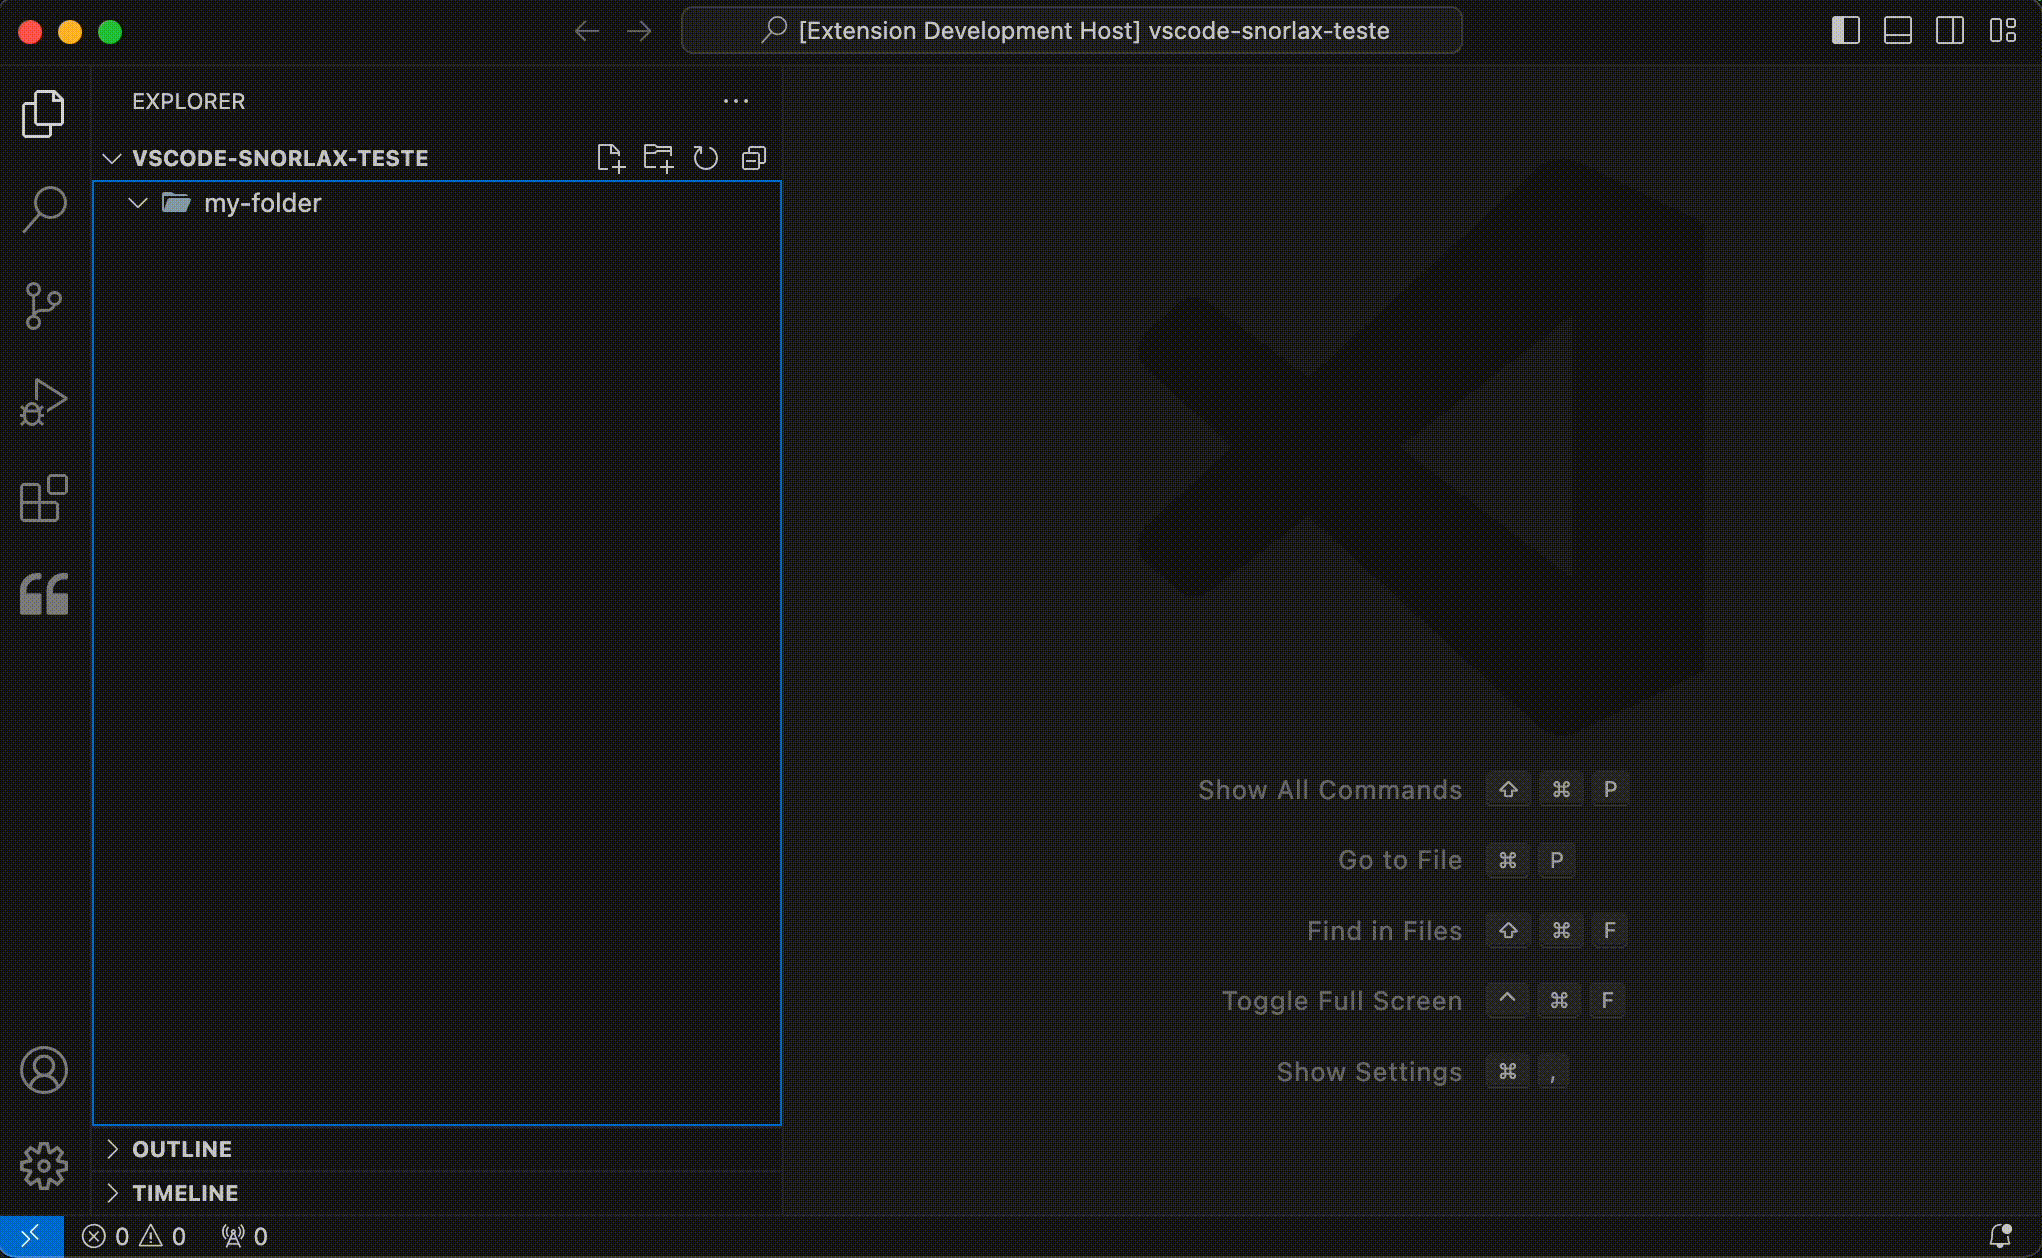 [Extension Development Host] vscode-snorlax-teste
EXPLORER
VSCODE-SNORLAX-TESTE
my-folder
Show All Commands ⇧ ⌘ P
Go to File ⌘ P
Find in Files ⇧ ⌘ F
Toggle Full Screen ^ ⌘ F
Show Settings ⌘ ,
OUTLINE
TIMELINE
0 0 0